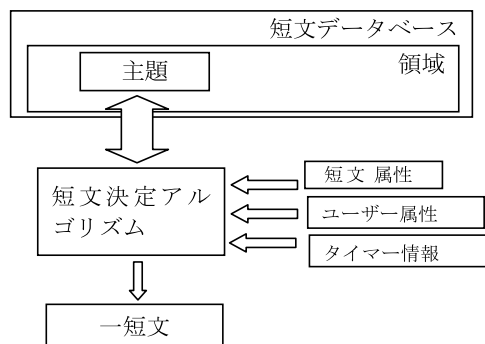 短文データベース
領域
主題
短文決定アル
ゴリズム
短文 属性
ユーザー属性
タイマー情報
一短文